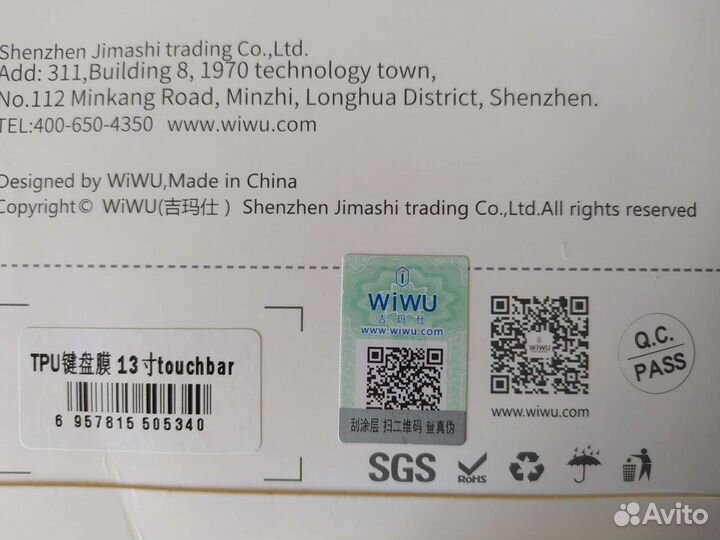 Shenzhen Jimashi trading Co.,Ltd.
Add: 311,Building 8, 1970 technology town,
No.112 Minkang Road, Minzhi, Longhua District, Shenzhen.
TEL:400-650-4350 www.wiwu.com
Designed by WiWU,Made in China
Copyright© WiWU(吉玛仕) Shenzhen Jimashi trading Co.,Ltd.All rights reserved
TPU键盘膜 13寸touchbar
6 957815 505340
WiWU
吉玛仕
www.wiwu.com
刮涂层 扫二维码 查真伪
WiWU
www.wiwu.com
Q.C.
PASS
SGS
RoHS
Avito